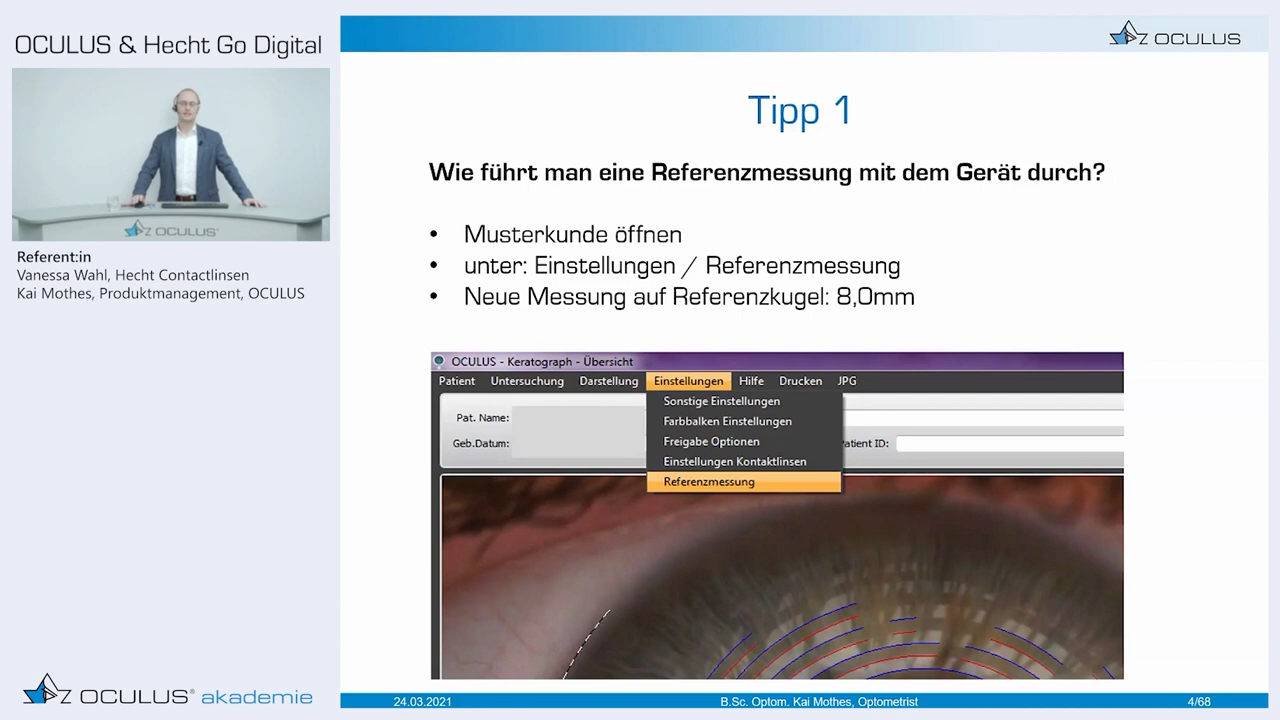 OCULUS & Hecht Go Digital
OCULUS
Referent:in
Vanessa Wahl, Hecht Contactlinsen
Kai Mothes, Produktmanagement, OCULUS
OCULUS® akademie
OCULUS
Tipp 1
Wie führt man eine Referenzmessung mit dem Gerät durch?
• Musterkunde öffnen
• unter: Einstellungen / Referenzmessung
• Neue Messung auf Referenzkugel: 8,0mm
OCULUS - Keratograph - Übersicht
Patient Untersuchung Darstellung Einstellungen Hilfe Drucken JPG
Sonstige Einstellungen
Pat. Name:
Farbbalken Einstellungen
Geb.Datum:
Freigabe Optionen
atient ID:
Einstellungen Kontaktlinsen
Referenzmessung
24.03.2021
B.Sc. Optom. Kai Mothes, Optometrist
4/68